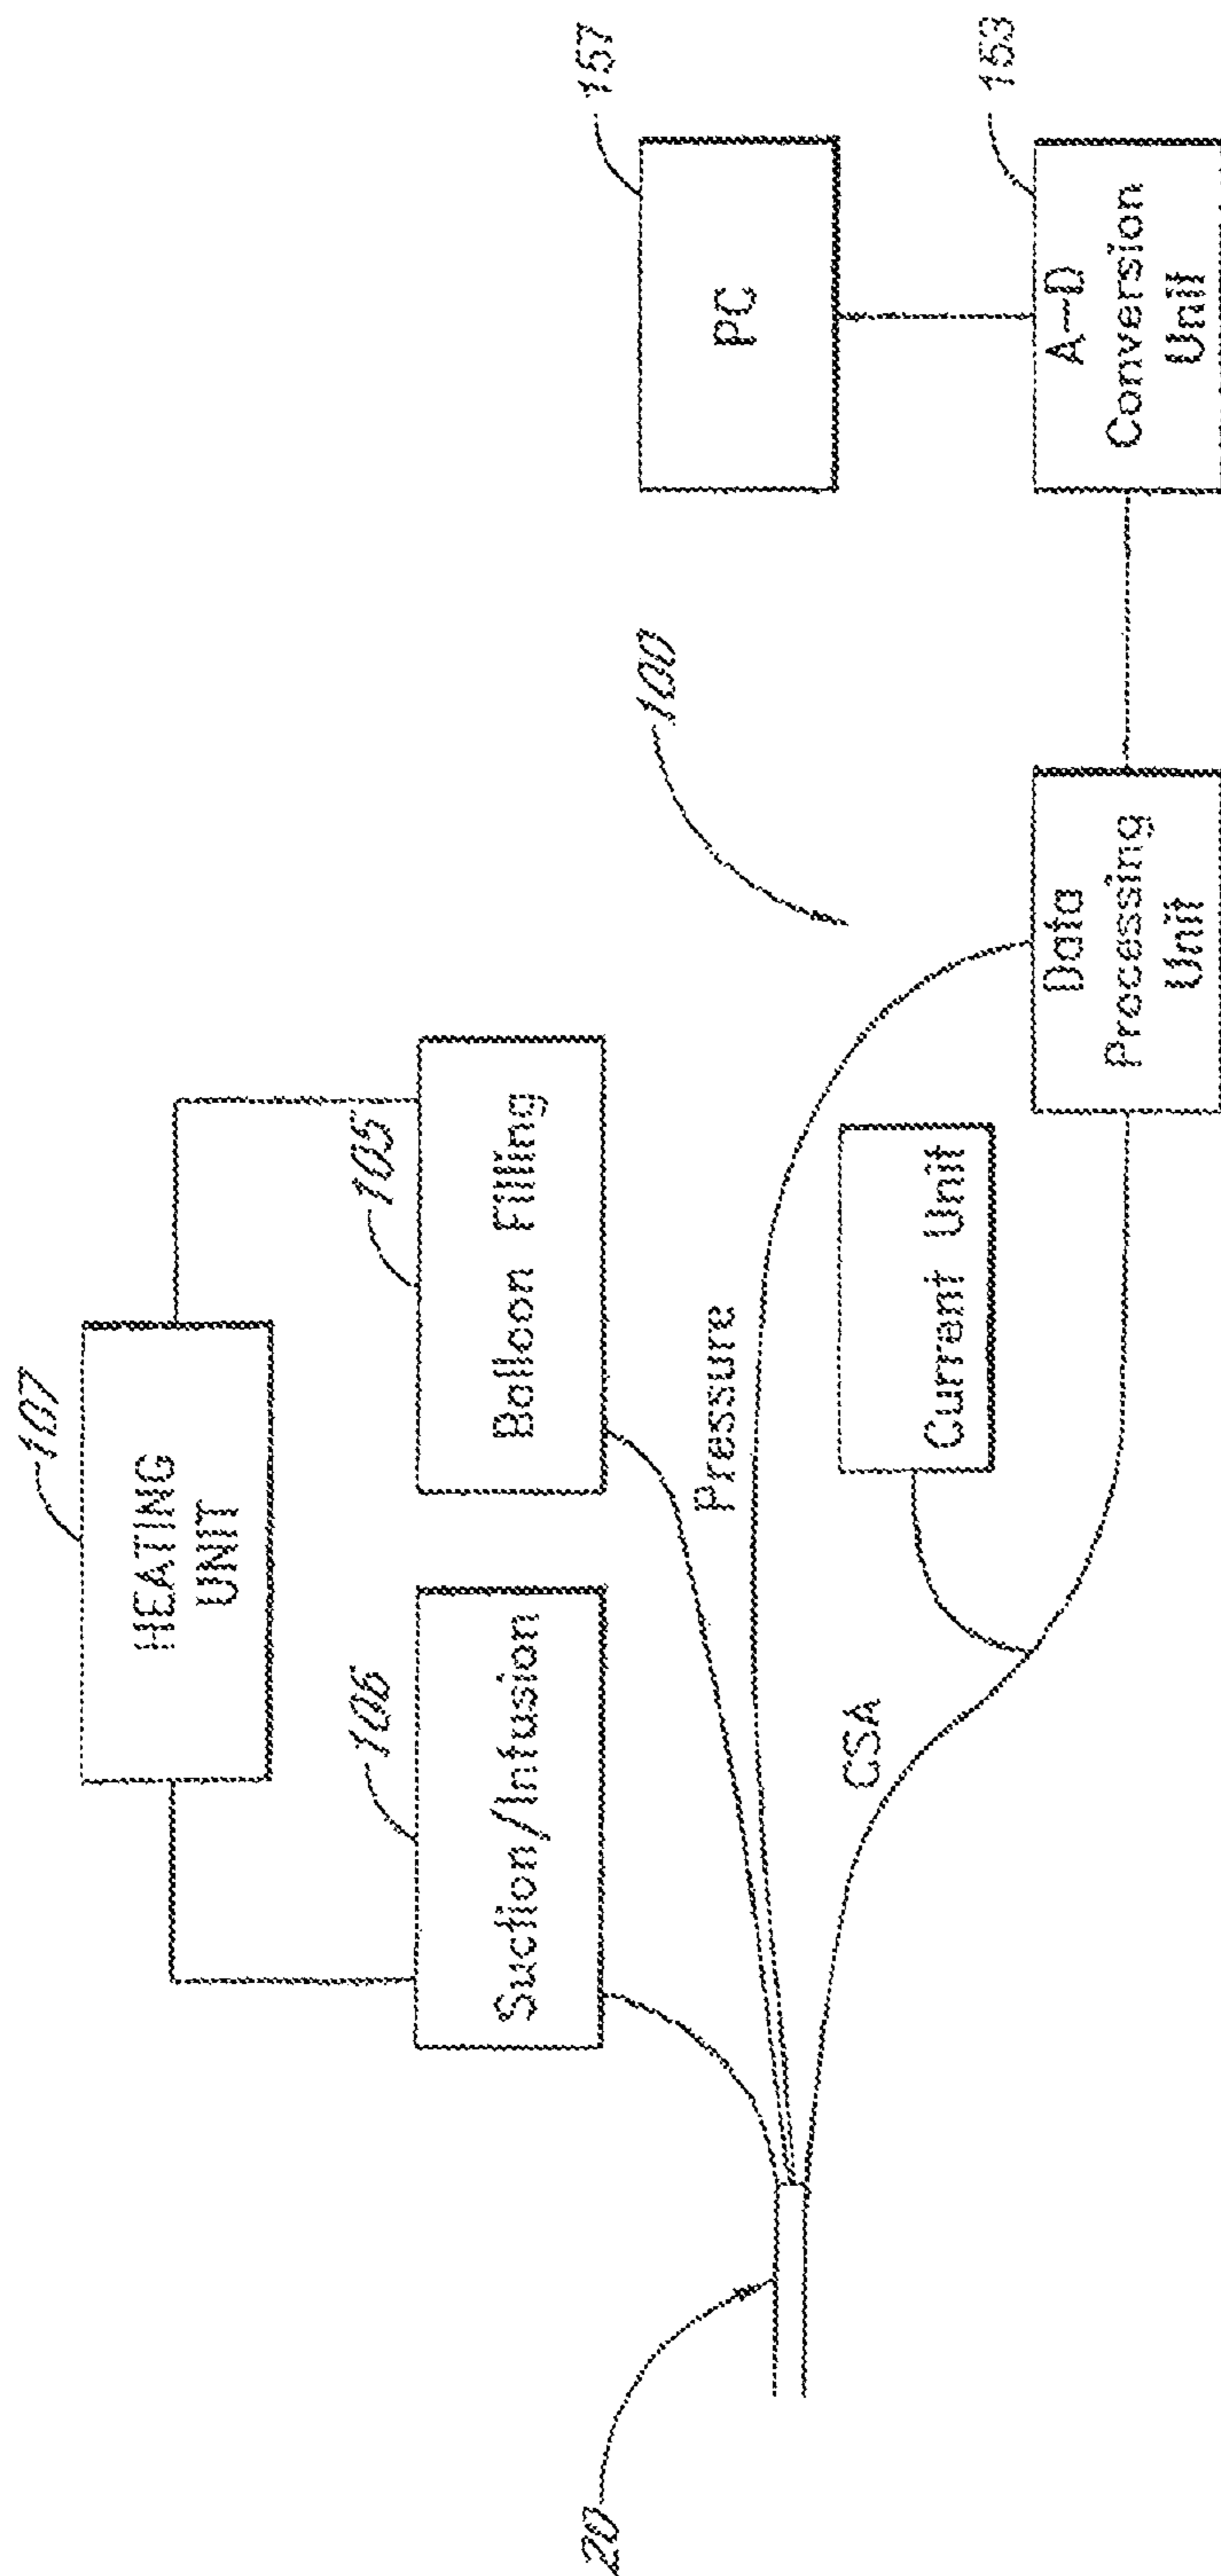 107
HEATING
UNIT
106
105
Suction/Infusion
Balloon Filling
157
PC
100
Pressure
20
CSA
Current Unit
153
Data
Processing
Unit
A-D
Conversion
Unit